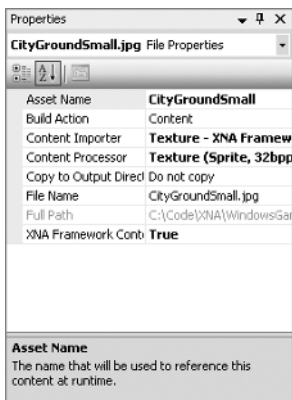 Properties
CityGroundSmall.jpg File Properties
Asset Name CityGroundSmall
Build Action Content
Content Importer Texture - XNA Framew
Content Processor Texture (Sprite, 32bpp
Copy to Output Direct Do not copy
File Name CityGroundSmall.jpg
Full Path C:\Code\XNA\WindowsGar
XNA Framework Conti True
Asset Name
The name that will be used to reference this
content at runtime.